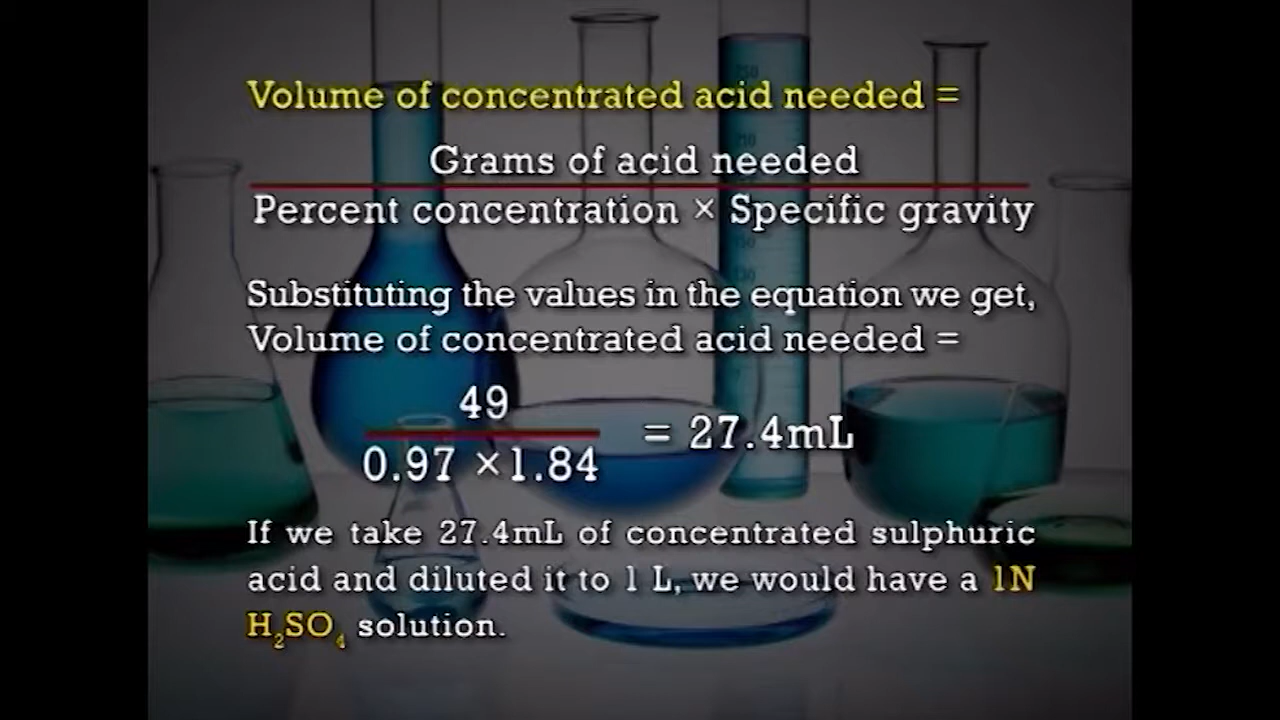 Volume of concentrated acid needed =
Grams of acid needed
Percent concentration × Specific gravity
Substituting the values in the equation we get,
Volume of concentrated acid needed =
49
0.97 ×1.84
= 27.4mL
If we take 27.4mL of concentrated sulphuric
acid and diluted it to 1 L, we would have a 1N
H₂SO₄ solution.